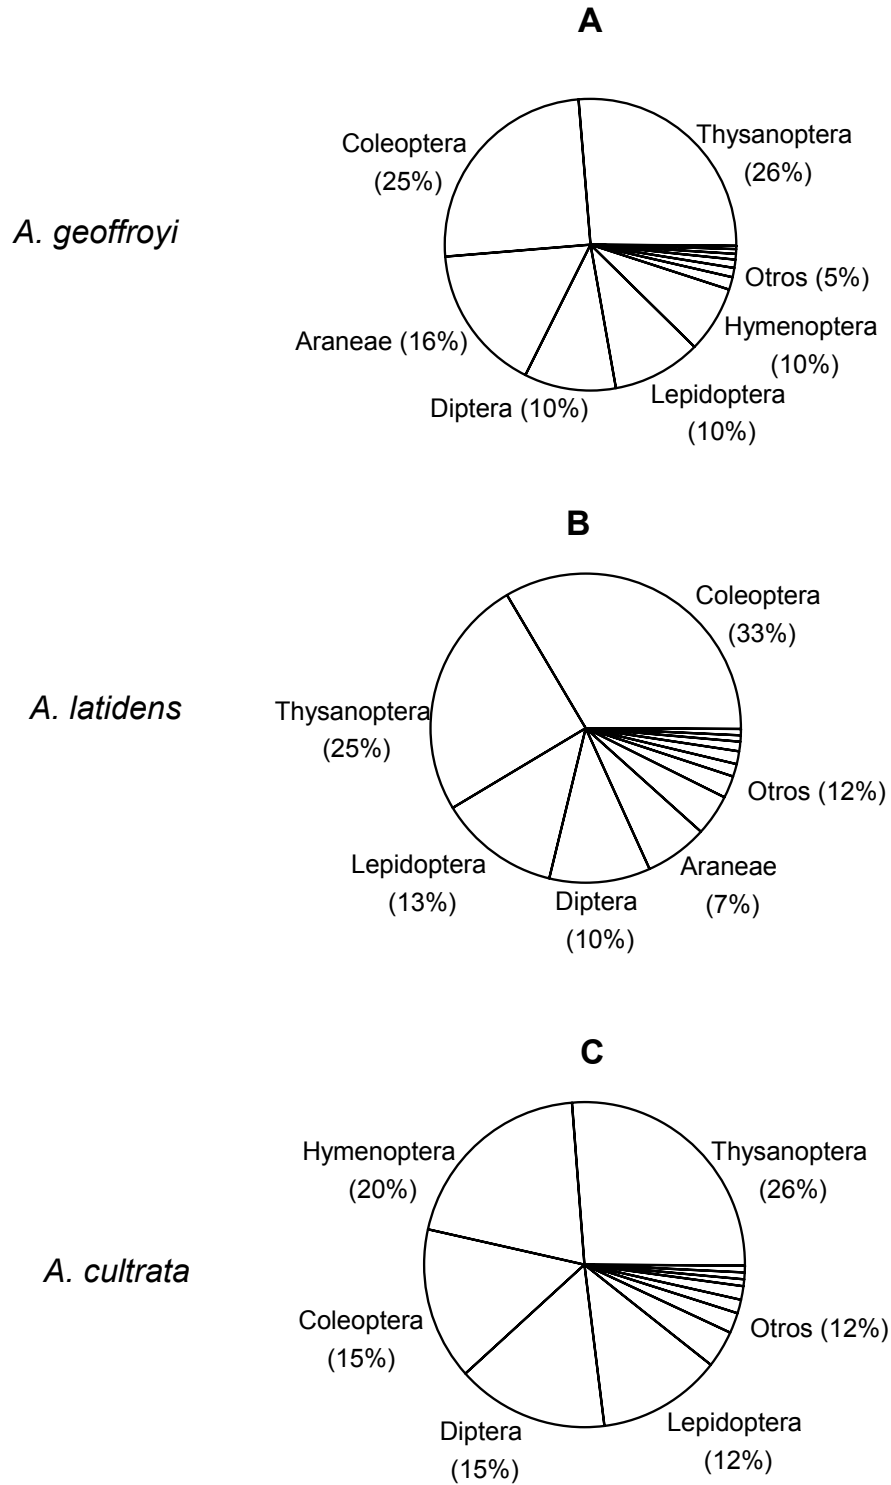 A
A. geoffroyi
Coleoptera
(25%)
Thysanoptera
(26%)
Otros (5%)
Hymenoptera
(10%)
Araneae (16%)
Diptera (10%)
Lepidoptera
(10%)
B
A. latidens
Coleoptera
(33%)
Thysanoptera
(25%)
Otros (12%)
Lepidoptera
(13%)
Araneae
(7%)
Diptera
(10%)
C
A. cultrata
Hymenoptera
(20%)
Thysanoptera
(26%)
Coleoptera
(15%)
Otros (12%)
Diptera
(15%)
Lepidoptera
(12%)